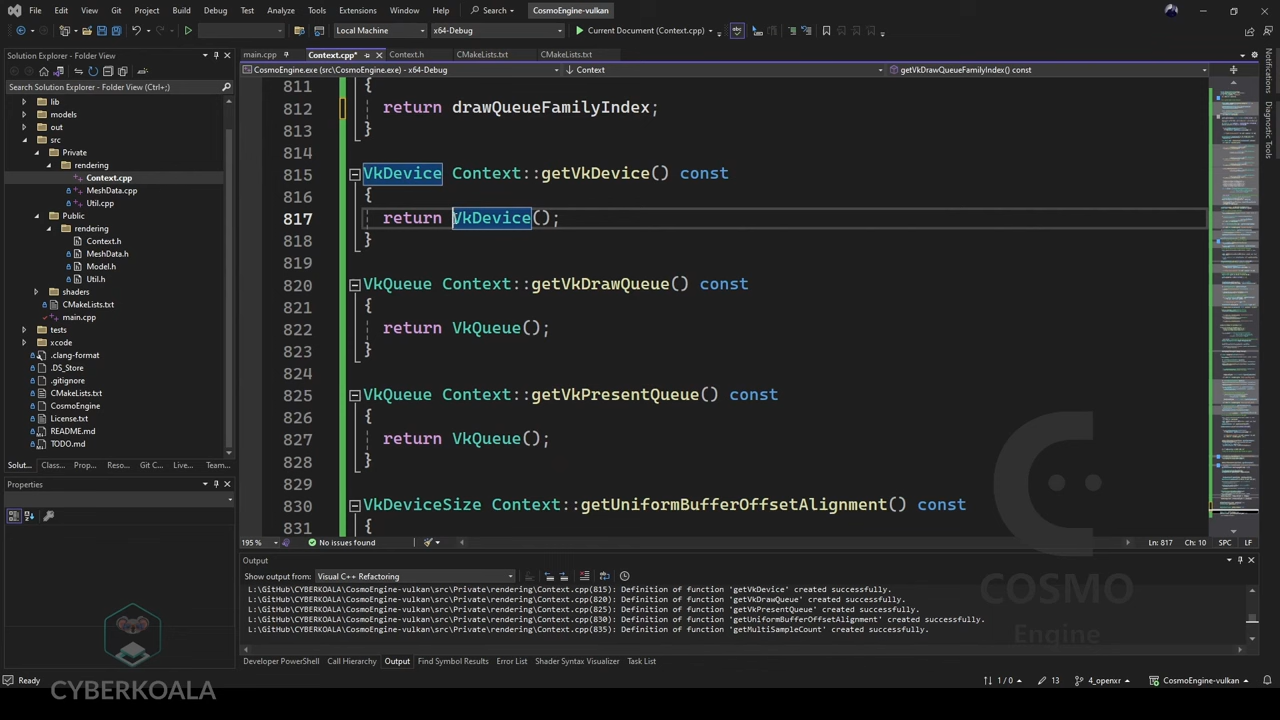 File Edit View Git Project Build Debug Test Analyze Tools Extensions Window Help Search CosmoEngine-vulkan
Local Machine x64-Debug Current Document (Context.cpp)
Solution Explorer - Folder View
main.cpp Context.cpp* Context.h CMakeLists.txt CMakeLists.txt
CosmoEngine.exe (src\CosmoEngine.exe) - x64-Debug Context getVkDrawQueueFamilyIndex() const
Search Solution Explorer - Folder View (Ctrl+;)
lib
models
out
src
Private
rendering
Context.cpp
MeshData.cpp
Util.cpp
Public
rendering
Context.h
MeshData.h
Model.h
Util.h
shaders
CMakeLists.txt
main.cpp
tests
xcode
.clang-format
.DS_Store
.gitignore
CMakeLists.txt
CosmoEngine
License.txt
README.md
TODO.md
Solut... Class... Prop... Reso... Git C... Live... Team...
Properties
811 {
812 return drawQueueFamilyIndex;
813 }
814
815 VkDevice Context::getVkDevice() const
816 {
817 return VkDevice();
818 }
819
820 VkQueue Context::getVkDrawQueue() const
821 {
822 return VkQueue();
823 }
824
825 VkQueue Context::getVkPresentQueue() const
826 {
827 return VkQueue();
828 }
829
830 VkDeviceSize Context::getUniformBufferOffsetAlignment() const
831 {
195 % No issues found Ln: 817 Ch: 10 SPC LF
Output
Show output from: Visual C++ Refactoring
L:\GitHub\CYBERKOALA\CosmoEngine-vulkan\src\Private\rendering\Context.cpp(815): Definition of function 'getVkDevice' created successfully.
L:\GitHub\CYBERKOALA\CosmoEngine-vulkan\src\Private\rendering\Context.cpp(820): Definition of function 'getVkDrawQueue' created successfully.
L:\GitHub\CYBERKOALA\CosmoEngine-vulkan\src\Private\rendering\Context.cpp(825): Definition of function 'getVkPresentQueue' created successfully.
L:\GitHub\CYBERKOALA\CosmoEngine-vulkan\src\Private\rendering\Context.cpp(830): Definition of function 'getUniformBufferOffsetAlignment' created successfully.
L:\GitHub\CYBERKOALA\CosmoEngine-vulkan\src\Private\rendering\Context.cpp(835): Definition of function 'getMultiSampleCount' created successfully.
Developer PowerShell Call Hierarchy Output Find Symbol Results Error List Shader Syntax Visualizer Task List
Ready 1 / 0 13 4_openxr CosmoEngine-vulkan
Notifications
Diagnostic Tools
COSMO
Engine
CYBERKOALA